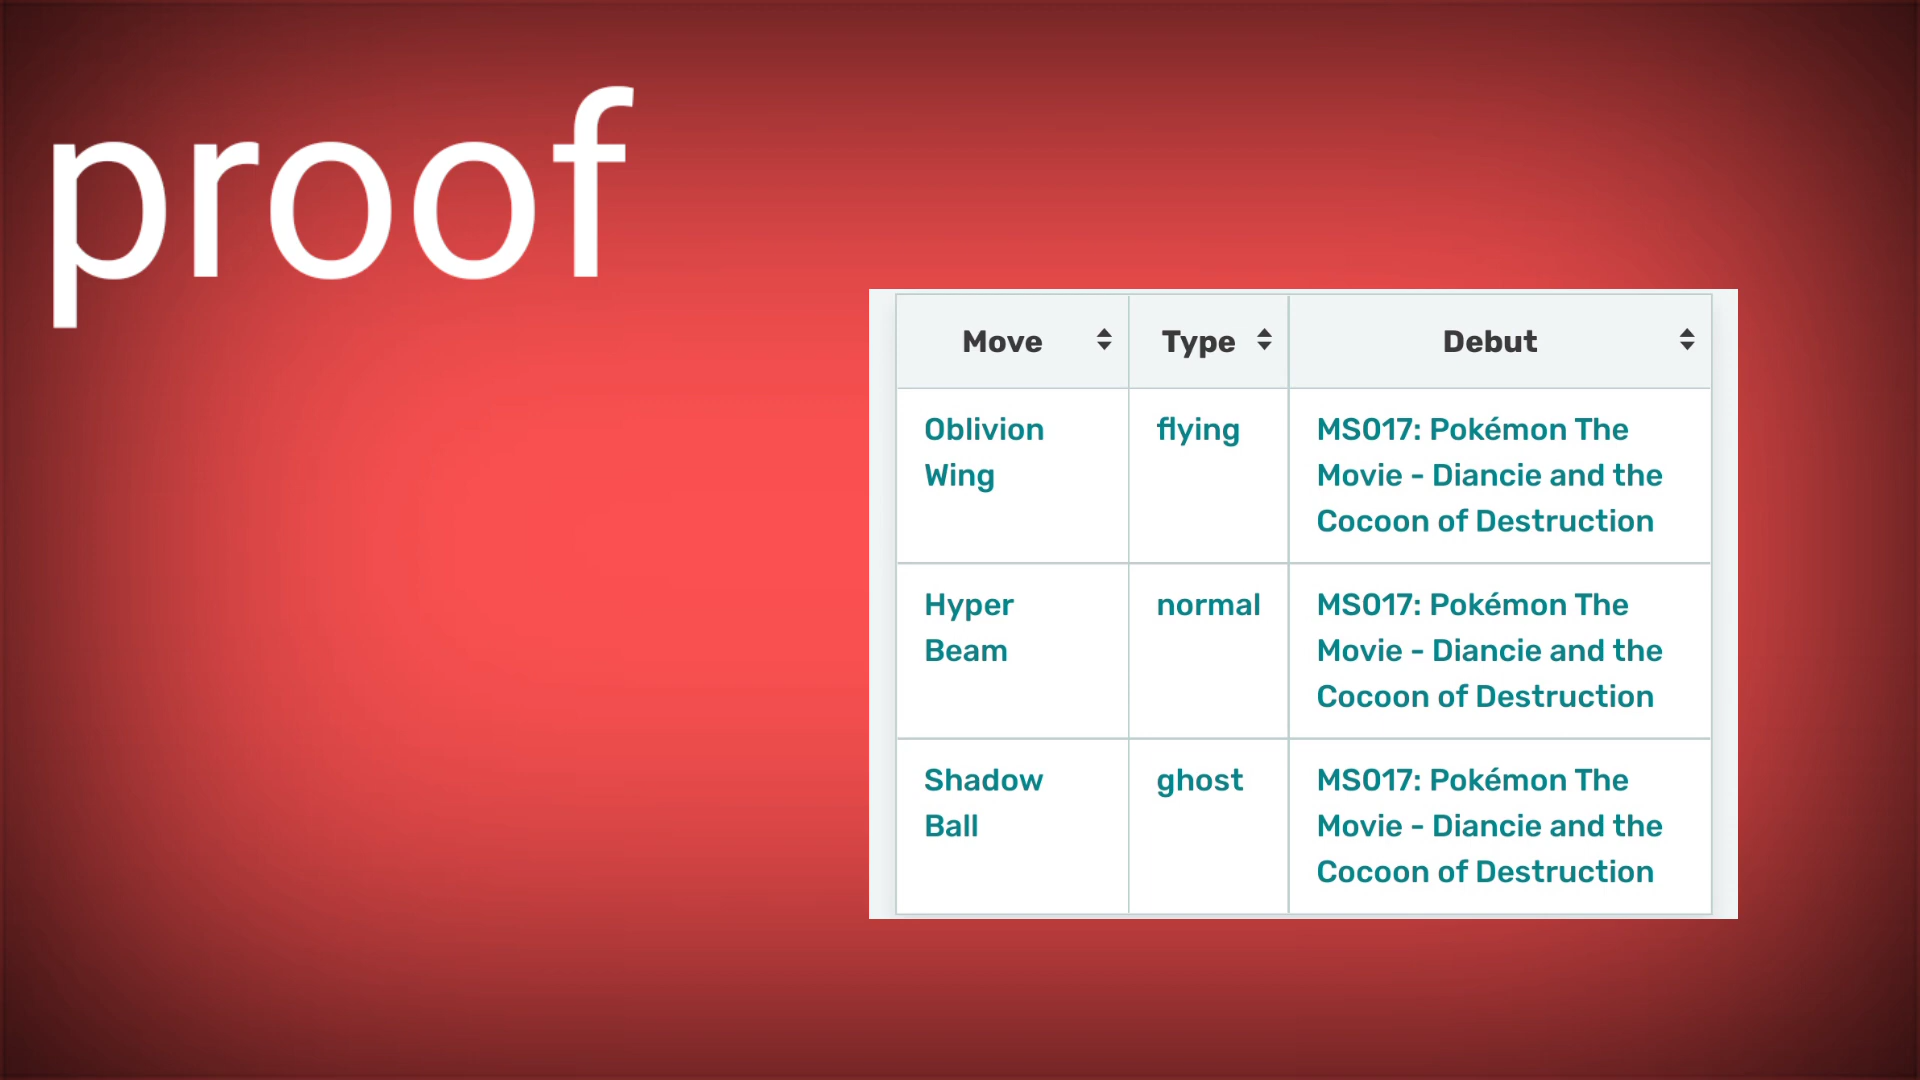 proof
Move Type Debut
Oblivion flying MS017: Pokémon The
Wing Movie - Diancie and the
Cocoon of Destruction
Hyper normal MS017: Pokémon The
Beam Movie - Diancie and the
Cocoon of Destruction
Shadow ghost MS017: Pokémon The
Ball Movie - Diancie and the
Cocoon of Destruction